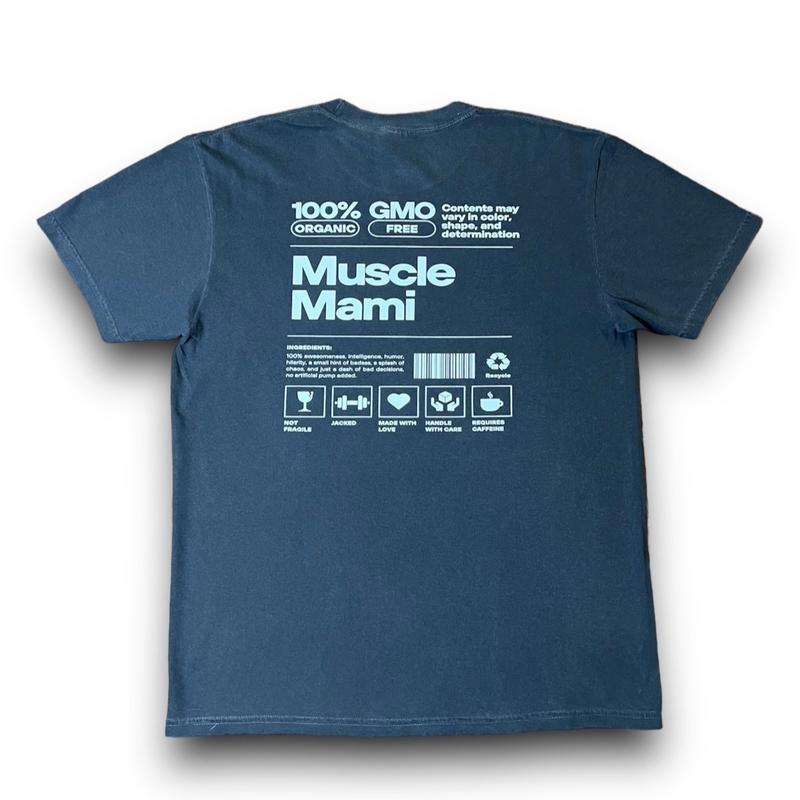 100% GMO
ORGANIC FREE
Contents may
vary in color,
shape, and
determination
Muscle
Mami
INGREDIENTS:
100% awesomeness, intelligence, humor,
hilarity, a small hint of badass, a splash of
chaos, and just a dash of bad decisions,
no artificial pump added.
Recycle
NOT
FRAGILE
JACKED
MADE WITH
LOVE
HANDLE
WITH CARE
REQUIRES
CAFFEINE